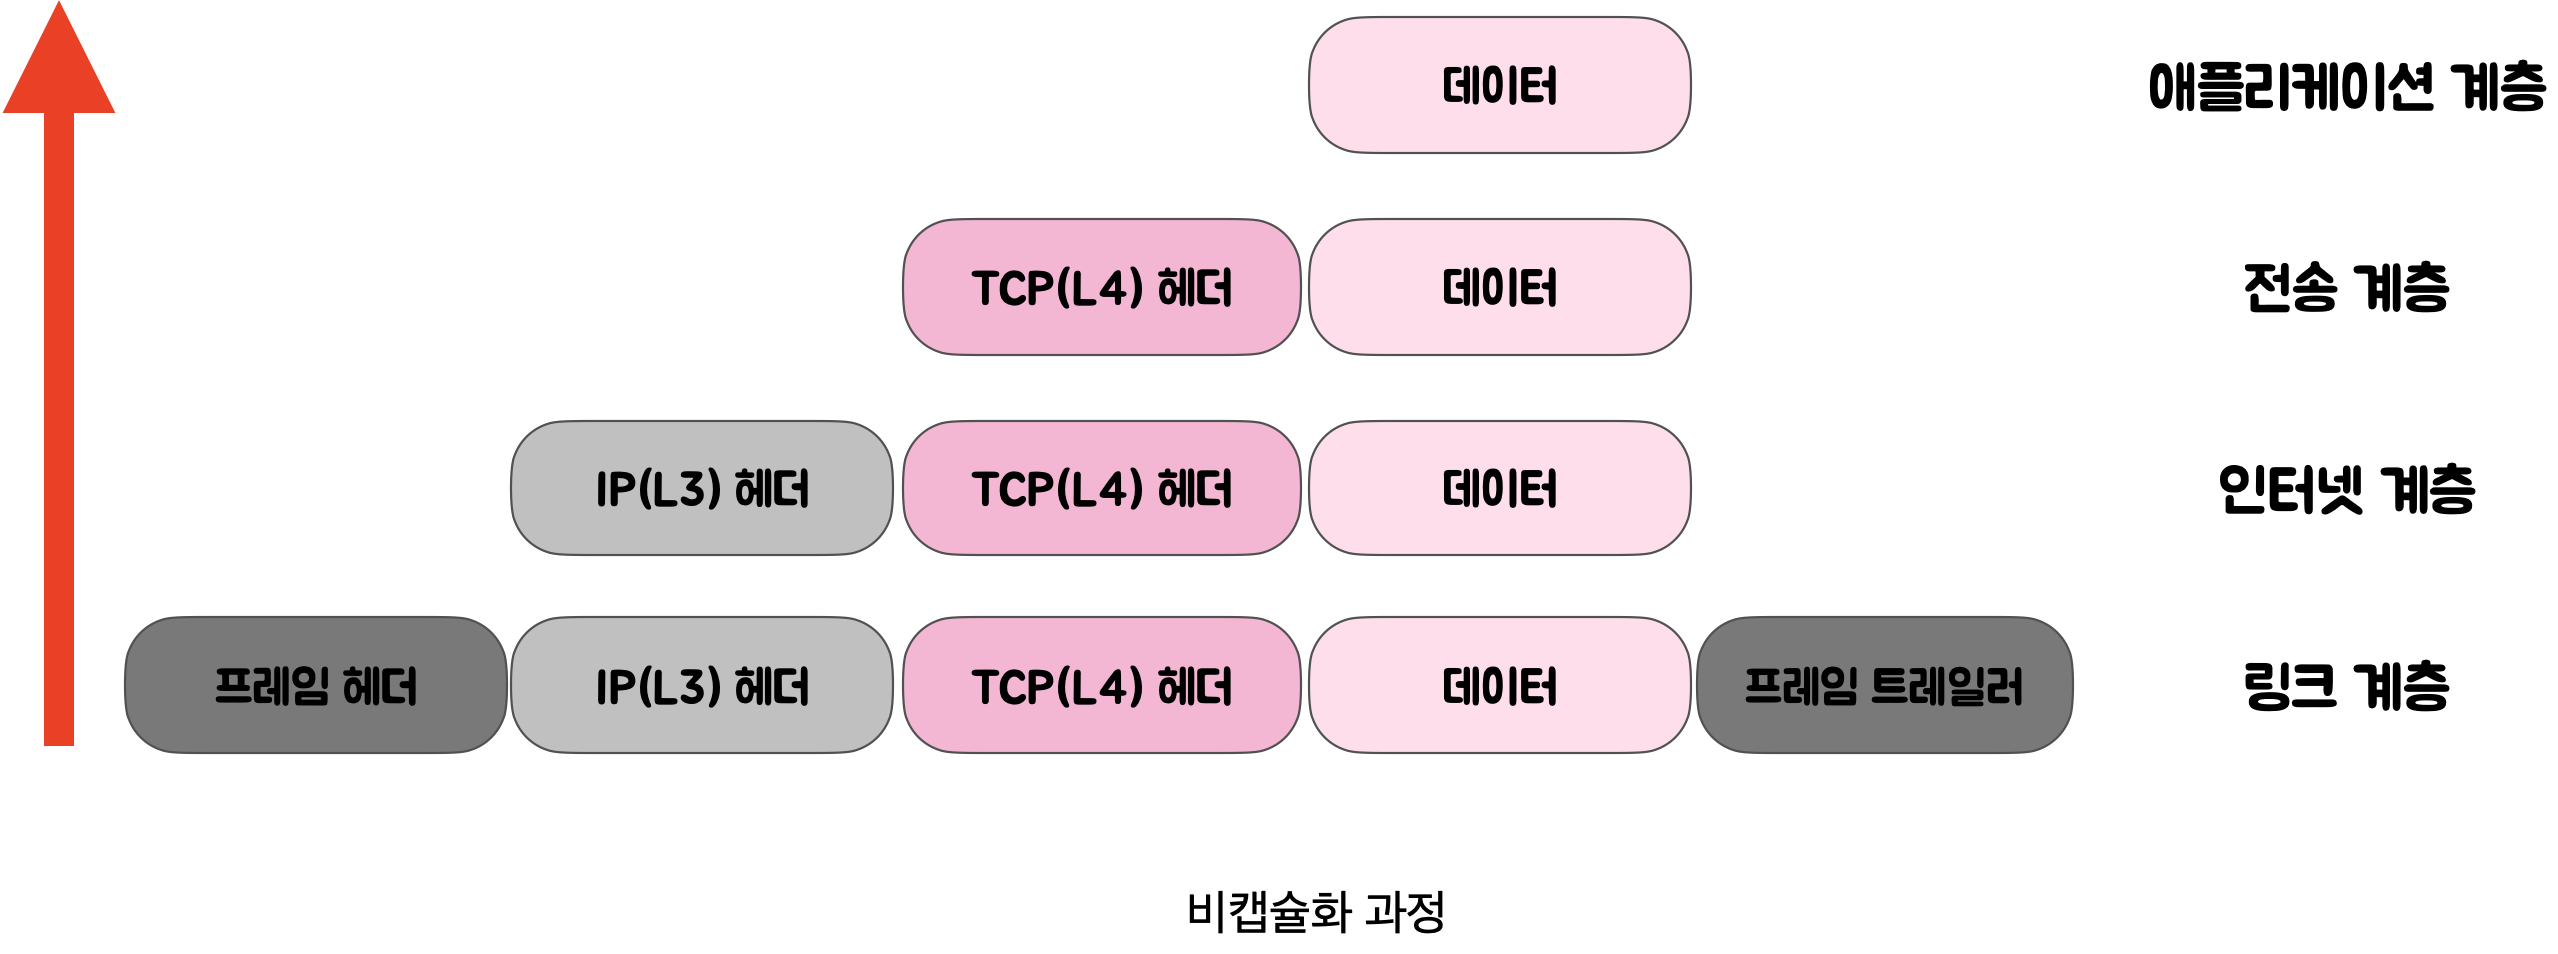 데이터 애플리케이션 계층
TCP(L4) 헤더 데이터 전송 계층
IP(L3) 헤더 TCP(L4) 헤더 데이터 인터넷 계층
프레임 헤더 IP(L3) 헤더 TCP(L4) 헤더 데이터 프레임 트레일러 링크 계층
비캡슐화 과정